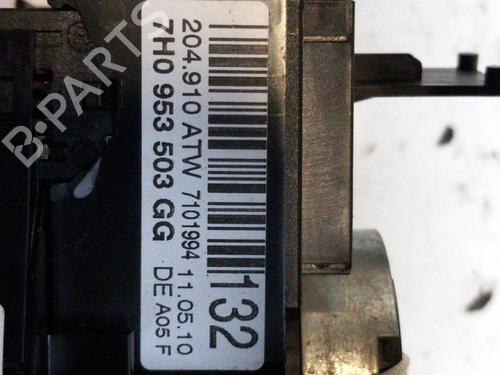 132
204.910 ATW 7101994 11.05.10
7H0 953 503 GG DE A05 F
B-PARTS